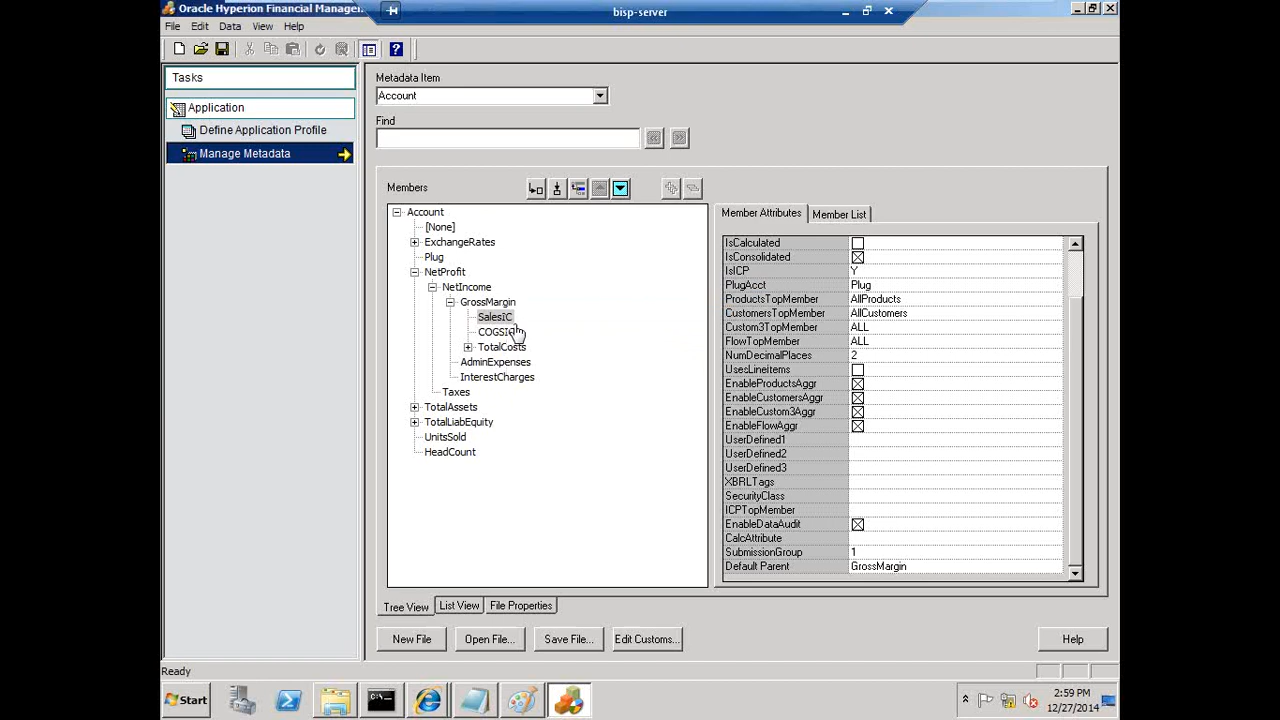 Oracle Hyperion Financial Manager
bisp-server
File Edit Data View Help
Tasks
Application
Define Application Profile
Manage Metadata
Metadata Item
Account
Find
Members
Account
[None]
ExchangeRates
Plug
NetProfit
NetIncome
GrossMargin
SalesIC
COGSIC
TotalCosts
AdminExpenses
InterestCharges
Taxes
TotalAssets
TotalLiabEquity
UnitsSold
HeadCount
Member Attributes Member List
IsCalculated
IsConsolidated
IsICP Y
PlugAcct Plug
ProductsTopMember AllProducts
CustomersTopMember AllCustomers
Custom3TopMember ALL
FlowTopMember ALL
NumDecimalPlaces 2
UsesLineitems
EnableProductsAggr
EnableCustomersAggr
EnableCustom3Aggr
EnableFlowAggr
UserDefined1
UserDefined2
UserDefined3
XBRLTags
SecurityClass
ICPTopMember
EnableDataAudit
CalcAttribute
SubmissionGroup 1
Default Parent GrossMargin
Tree View List View File Properties
New File Open File... Save File... Edit Customs... Help
Ready
Start
2:59 PM
12/27/2014